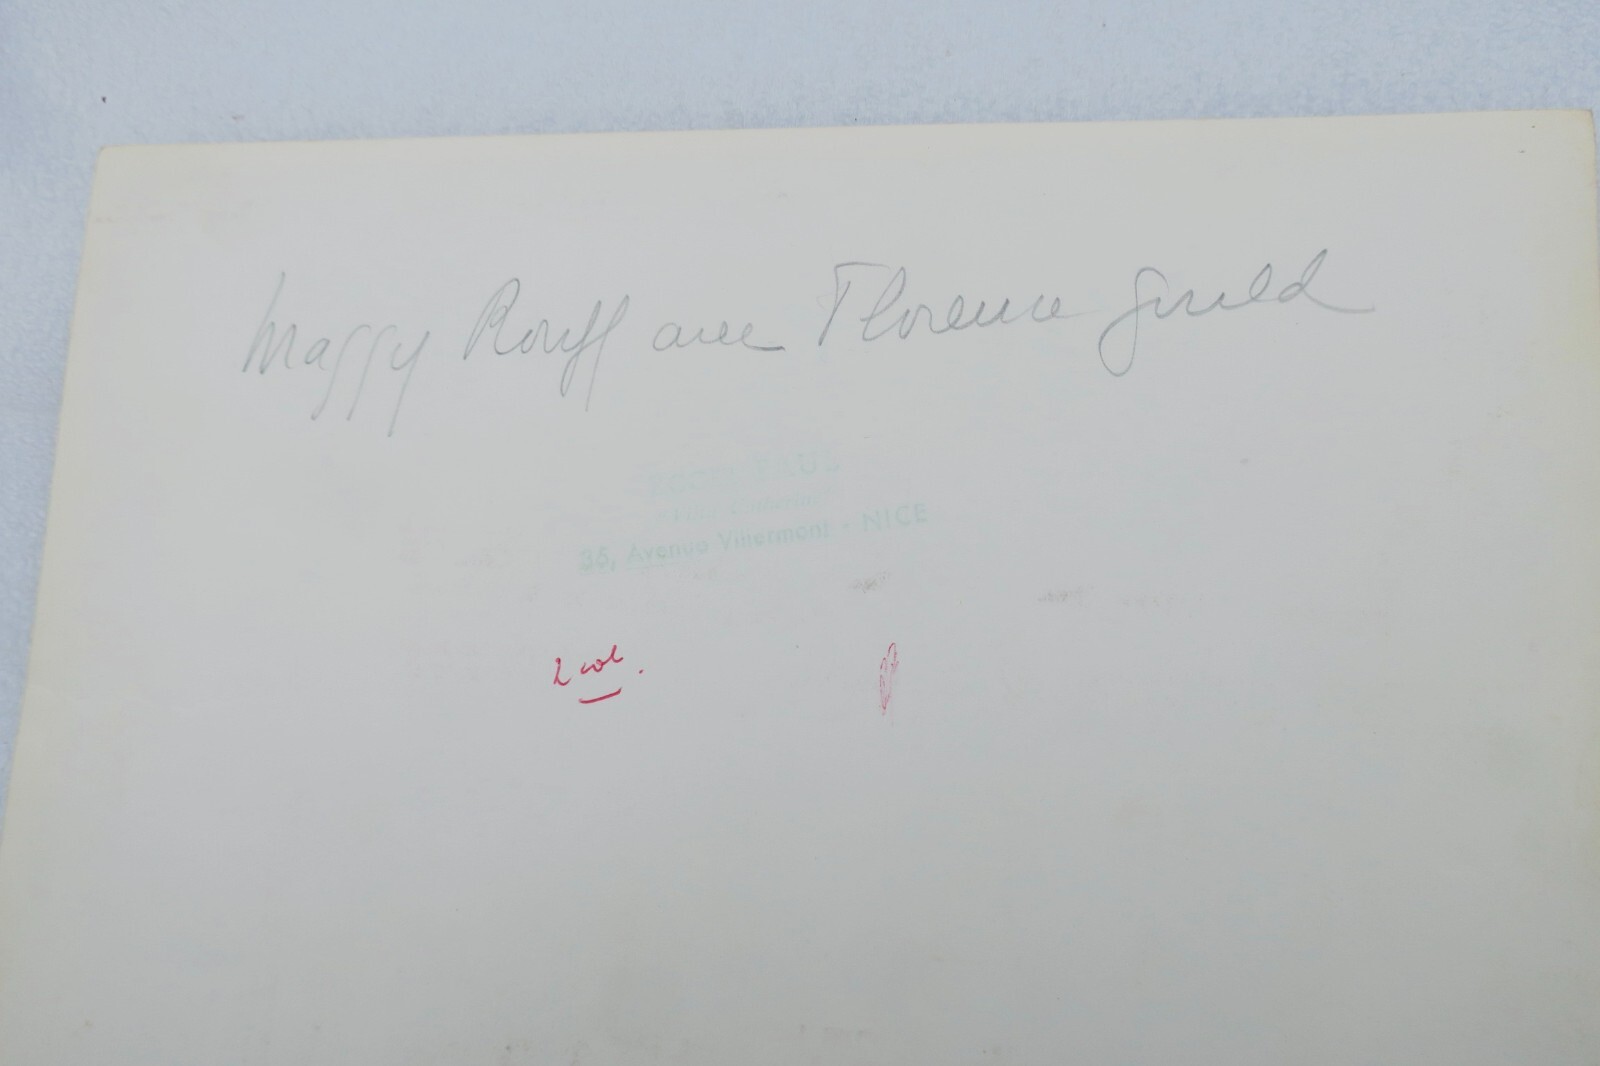 Maggy Rouff avec Florence Gould
35, Avenue Villermont - NICE
2 col.